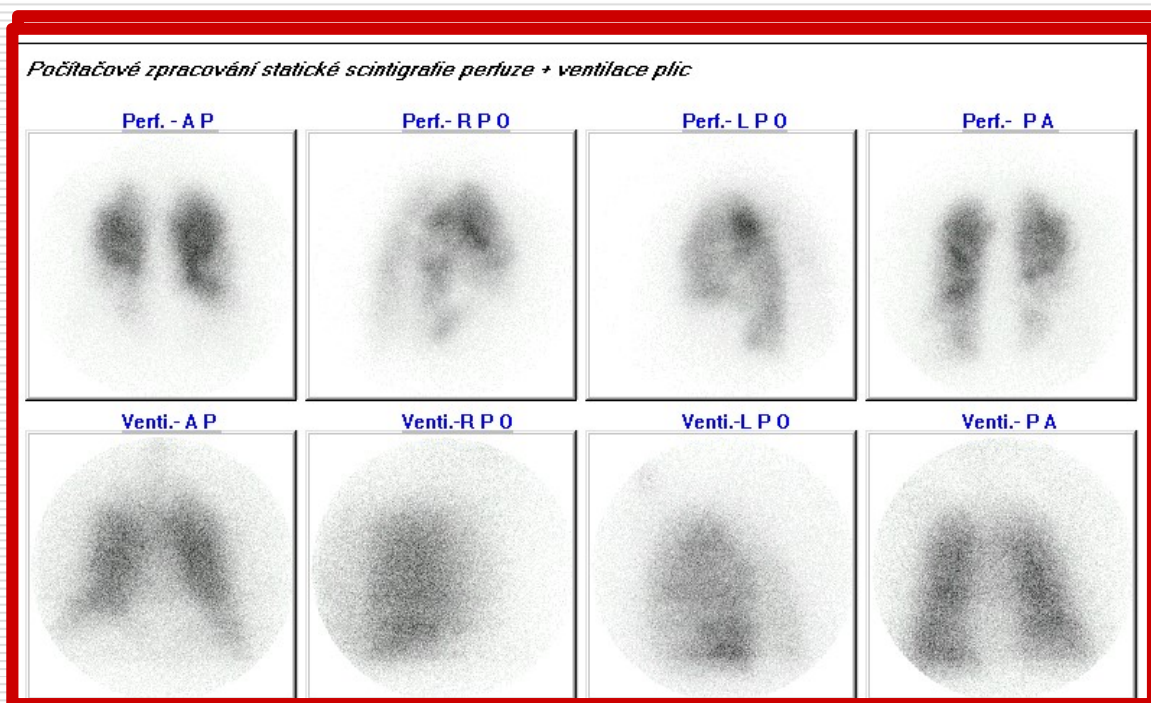 Počítačové zpracování statické scintigrafie perfuze + ventilace plic
Perf. - A P
Perf.- R P O
Perf.- L P O
Perf.- P A
Venti.- A P
Venti.-R P O
Venti.-L P O
Venti.- P A